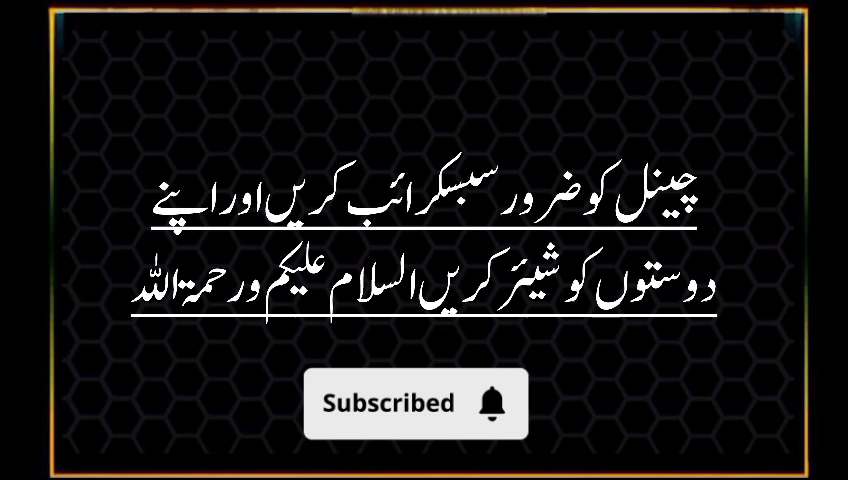 چینل کو ضرور سبسکرائب کریں اور اپنے
دوستوں کو شیئر کریں السلام علیکم ورحمۃ اللہ
Subscribed